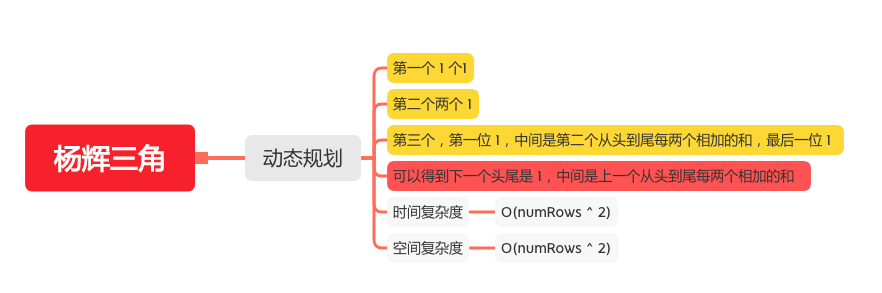 杨辉三角
动态规划
第一个 1 个1
第二个两个 1
第三个，第一位 1，中间是第二个从头到尾每两个相加的和，最后一位 1
可以得到下一个头尾是 1，中间是上一个从头到尾每两个相加的和
时间复杂度
O(numRows ^ 2)
空间复杂度
O(numRows ^ 2)